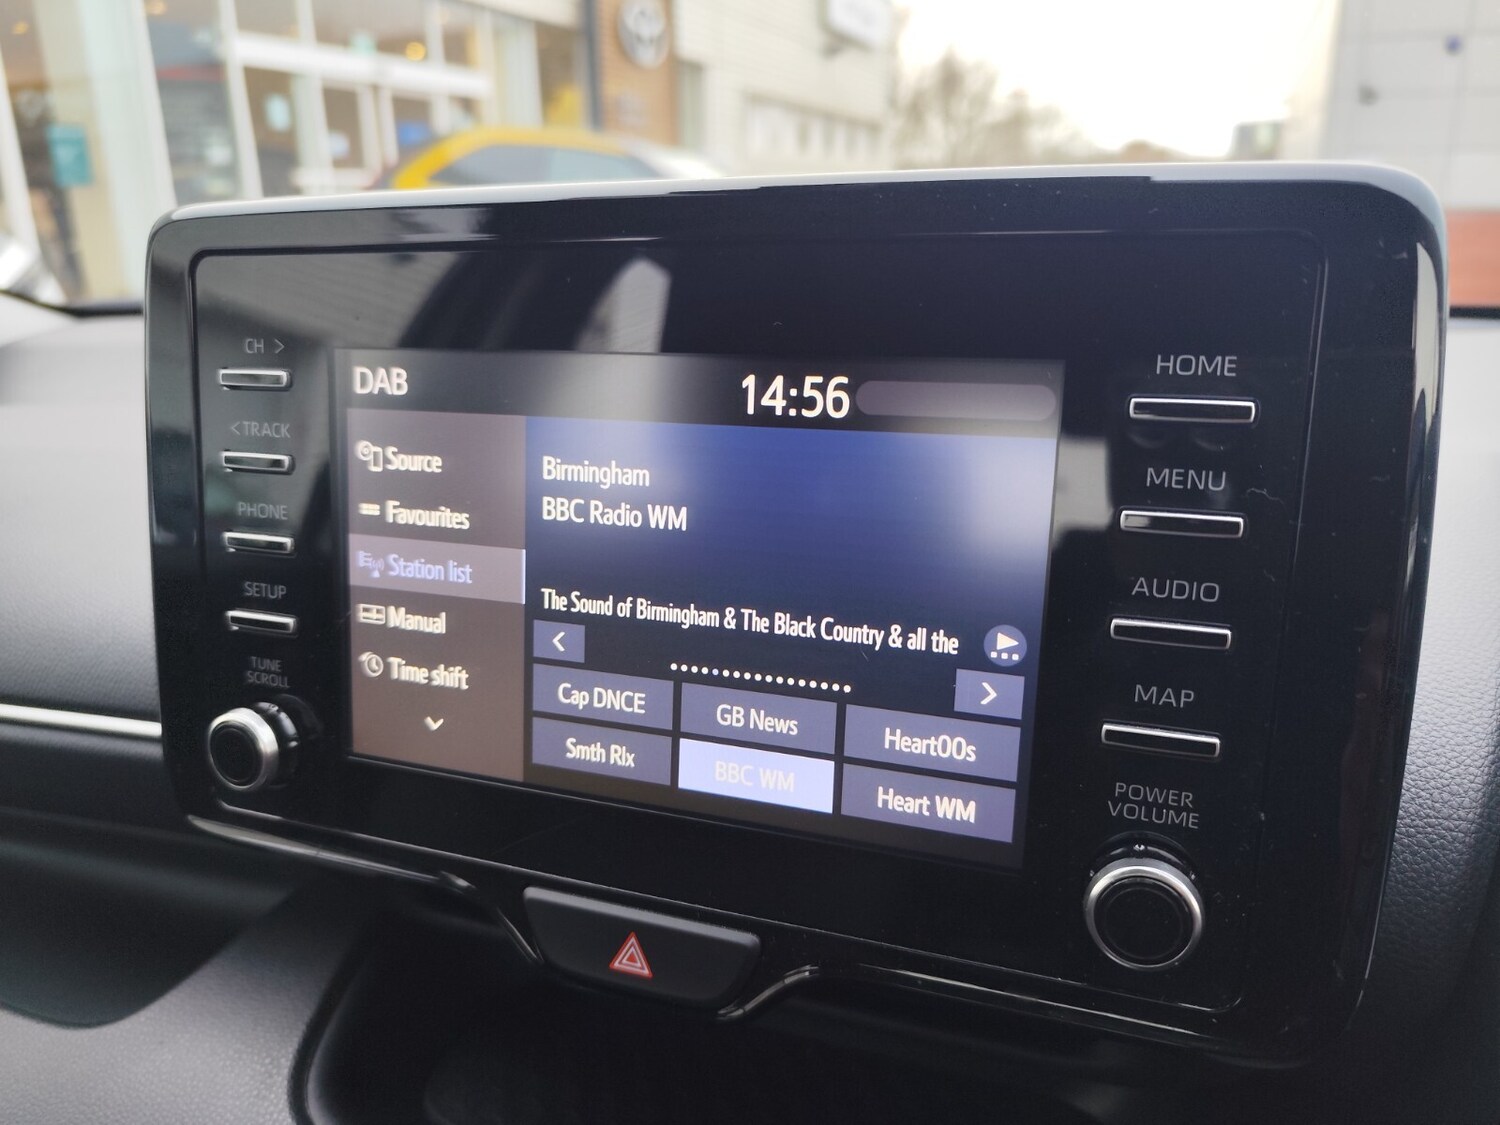 CH >
< TRACK
PHONE
SETUP
TUNE
SCROLL
DAB
14:56
Source
Favourites
Station list
Manual
Time shift
Birmingham
BBC Radio WM
The Sound of Birmingham & The Black Country & all the
<
>
Cap DNCE
GB News
Heart00s
Smth Rlx
BBC WM
Heart WM
HOME
MENU
AUDIO
MAP
POWER
VOLUME